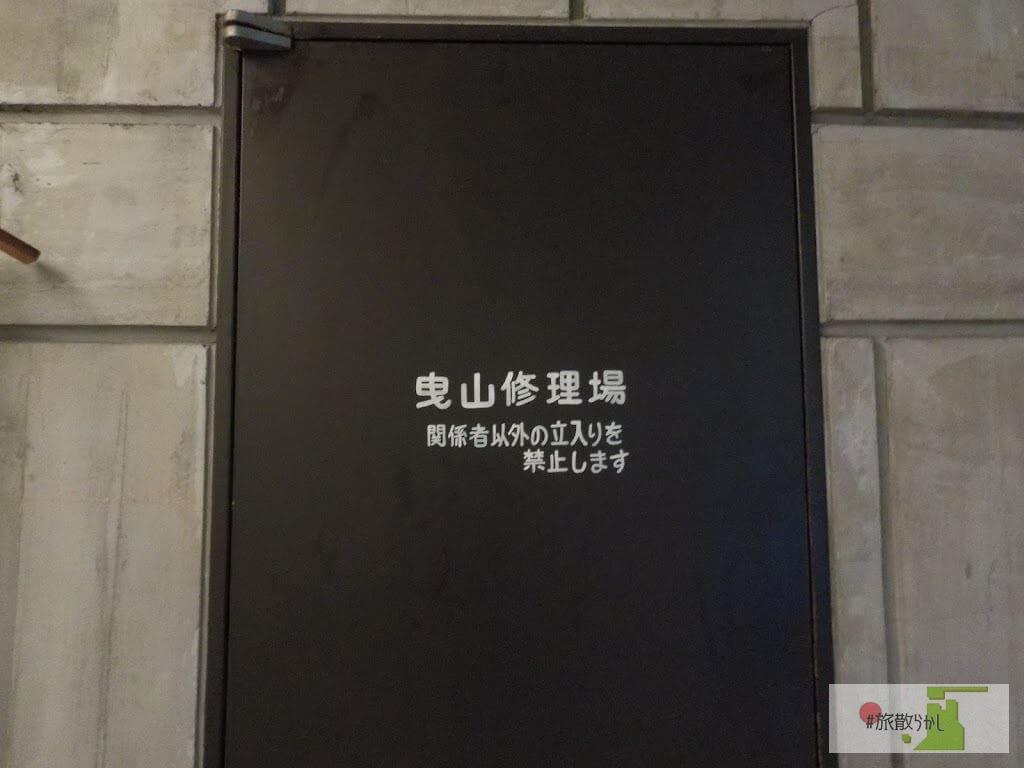 曳山修理場
関係者以外の立入りを
禁止します
#旅散らかし